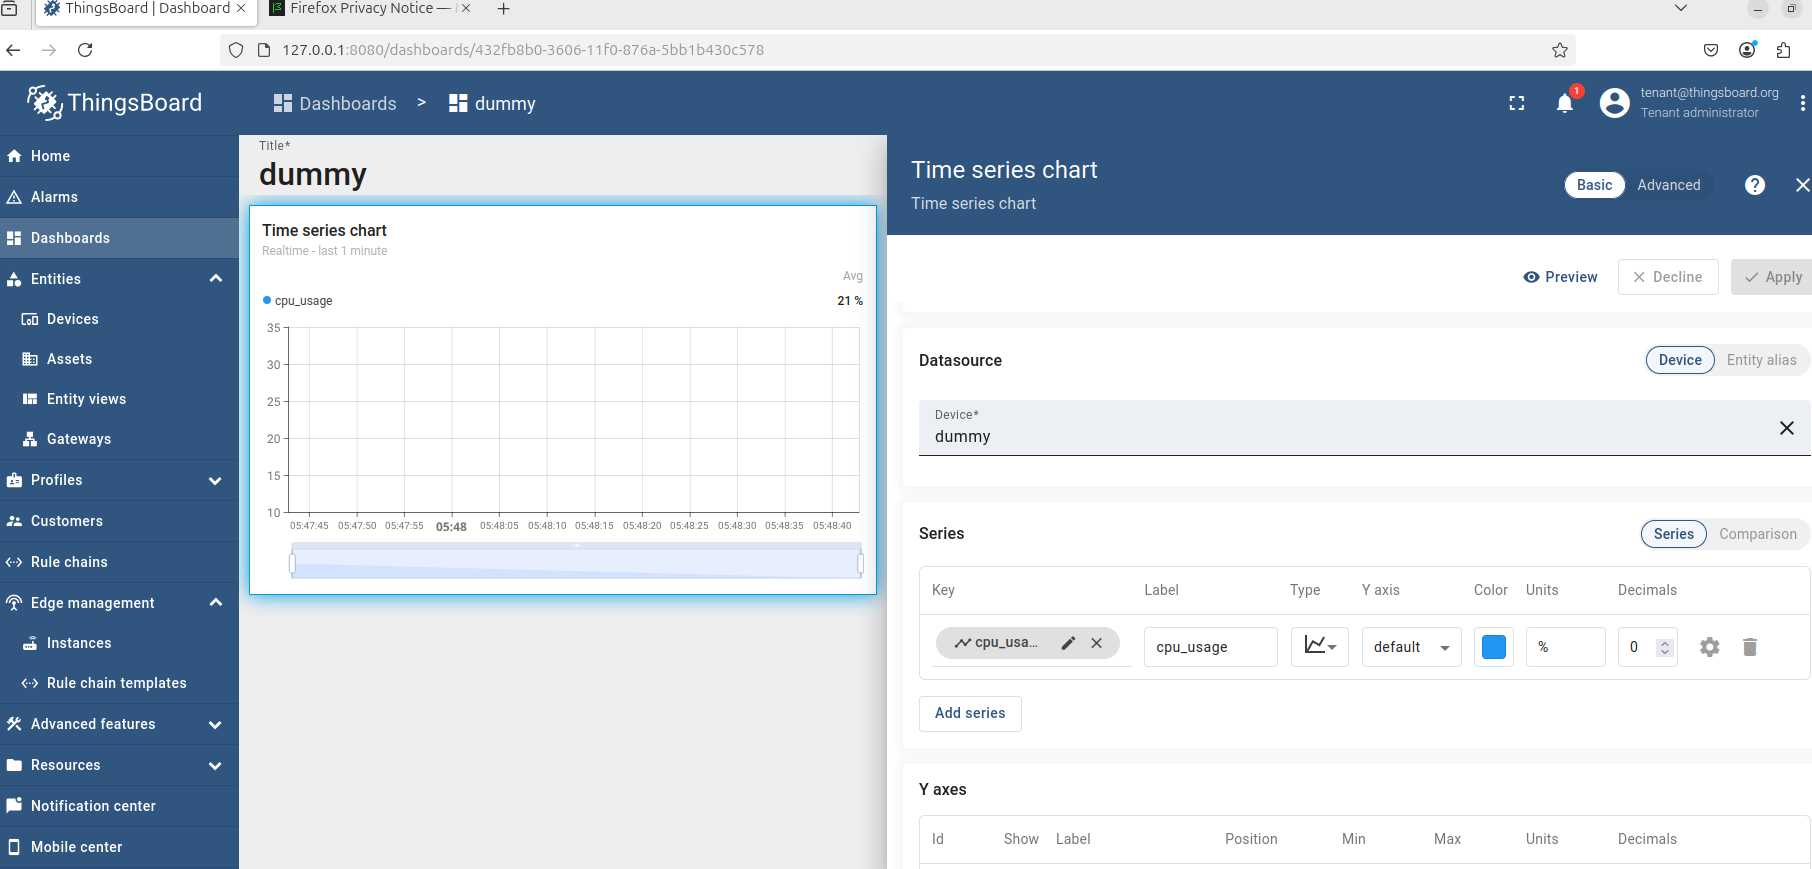 ThingsBoard | Dashboard
Firefox Privacy Notice —
127.0.0.1:8080/dashboards/432fb8b0-3606-11f0-876a-5bb1b430c578
ThingsBoard
Dashboards > dummy
1
tenant@thingsboard.org
Tenant administrator
Home
Alarms
Dashboards
Entities
Devices
Assets
Entity views
Gateways
Profiles
Customers
Rule chains
Edge management
Instances
Rule chain templates
Advanced features
Resources
Notification center
Mobile center
Title*
dummy
Time series chart
Realtime - last 1 minute
Avg
cpu_usage 21 %
35
30
25
20
15
10
05:47:45 05:47:50 05:47:55 05:48 05:48:05 05:48:10 05:48:15 05:48:20 05:48:25 05:48:30 05:48:35 05:48:40
Time series chart
Time series chart
Basic Advanced
Preview Decline Apply
Datasource
Device Entity alias
Device*
dummy
Series
Series Comparison
Key Label Type Y axis Color Units Decimals
cpu_usa... cpu_usage default % 0
Add series
Y axes
Id Show Label Position Min Max Units Decimals